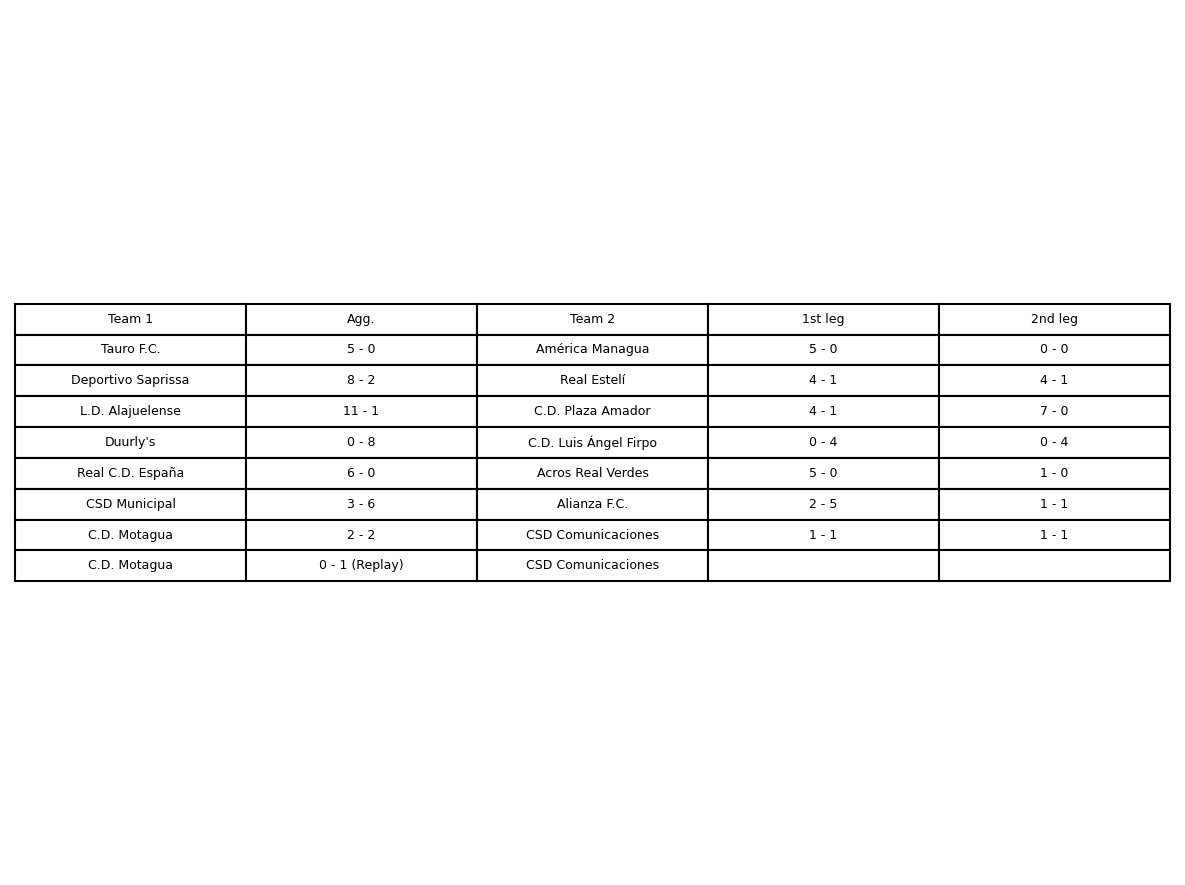 Team 1 Agg. Team 2 1st leg 2nd leg
Tauro F.C. 5 - 0 América Managua 5 - 0 0 - 0
Deportivo Saprissa 8 - 2 Real Estelí 4 - 1 4 - 1
L.D. Alajuelense 11 - 1 C.D. Plaza Amador 4 - 1 7 - 0
Duurly's 0 - 8 C.D. Luis Ángel Firpo 0 - 4 0 - 4
Real C.D. España 6 - 0 Acros Real Verdes 5 - 0 1 - 0
CSD Municipal 3 - 6 Alianza F.C. 2 - 5 1 - 1
C.D. Motagua 2 - 2 CSD Comunicaciones 1 - 1 1 - 1
C.D. Motagua 0 - 1 (Replay) CSD Comunicaciones